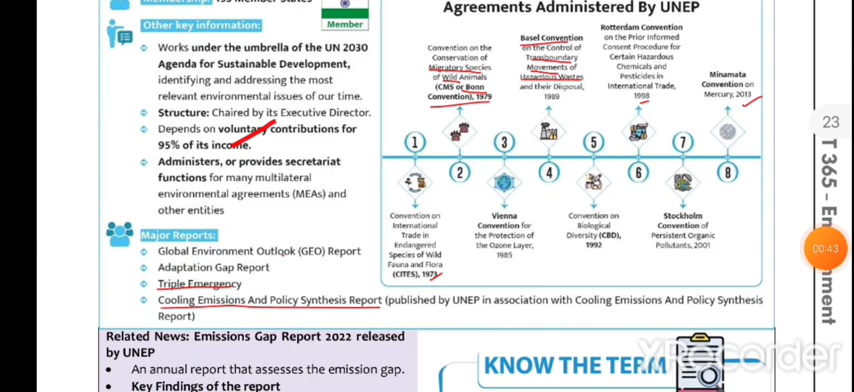 Membership: 193 Member States
Member
Other key information:
Works under the umbrella of the UN 2030
Agenda for Sustainable Development,
identifying and addressing the most
relevant environmental issues of our time.
Structure: Chaired by its Executive Director.
Depends on voluntary contributions for
95% of its income.
Administers, or provides secretariat
functions for many multilateral
environmental agreements (MEAs) and
other entities
Major Reports:
Global Environment Outlook (GEO) Report
Adaptation Gap Report
Triple Emergency
Cooling Emissions And Policy Synthesis Report (published by UNEP in association with Cooling Emissions And Policy Synthesis
Report)
Agreements Administered By UNEP
Convention on the
Conservation of
Migratory Species
of Wild Animals
(CMS or Bonn
Convention), 1979
Basel Convention
on the Control of
Transboundary
Movements of
Hazardous Wastes
and their Disposal,
1989
Rotterdam Convention
on the Prior Informed
Consent Procedure for
Certain Hazardous
Chemicals and
Pesticides in
International Trade,
1998
Minamata
Convention on
Mercury, 2013
1
2
3
4
5
6
7
8
Convention on
International
Trade in
Endangered
Species of Wild
Fauna and Flora
(CITES), 1973
Vienna
Convention for
the Protection of
the Ozone Layer,
1985
Convention on
Biological
Diversity (CBD),
1992
Stockholm
Convention of
Persistent Organic
Pollutants, 2001
23
T 365 - En
onment
00:43
Related News: Emissions Gap Report 2022 released
by UNEP
An annual report that assesses the emission gap.
Key Findings of the report
KNOW THE TERM
XRecorder